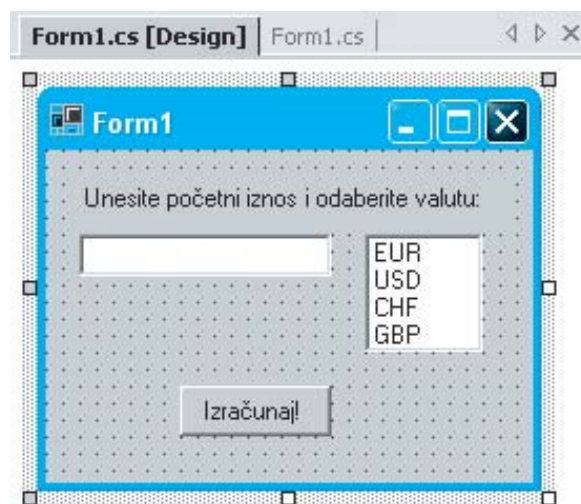 Form1.cs [Design] Form1.cs
Form1
Unesite početni iznos i odaberite valutu:
EUR
USD
CHF
GBP
Izračunaj!